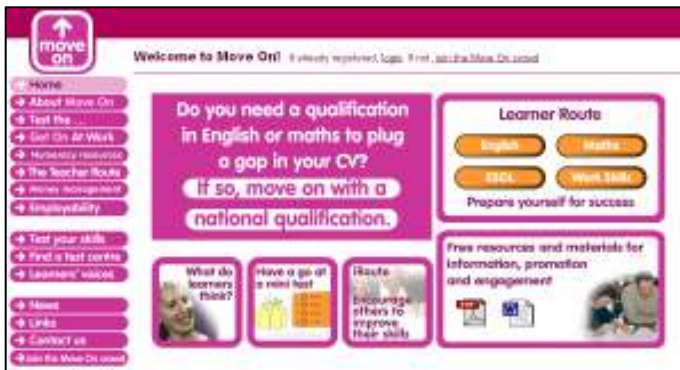 move
on
Welcome to Move On! If already registered, login. If not, join the Move On crowd
Home
About Move On
Test the ...
Get On At Work
Numeracy resources
The Teacher Route
Money management
Employability
Test your skills
Find a test centre
Learners' voices
News
Links
Contact us
Join the Move On crowd
Do you need a qualification
in English or maths to plug
a gap in your CV?
If so, move on with a
national qualification.
Learner Route
English
Maths
ESOL
Work Skills
Prepare yourself for success
What do
learners
think?
Have a go at
a mini test
iRoute
Encourage
others to
improve
their skills
Free resources and materials for
information, promotion
and engagement